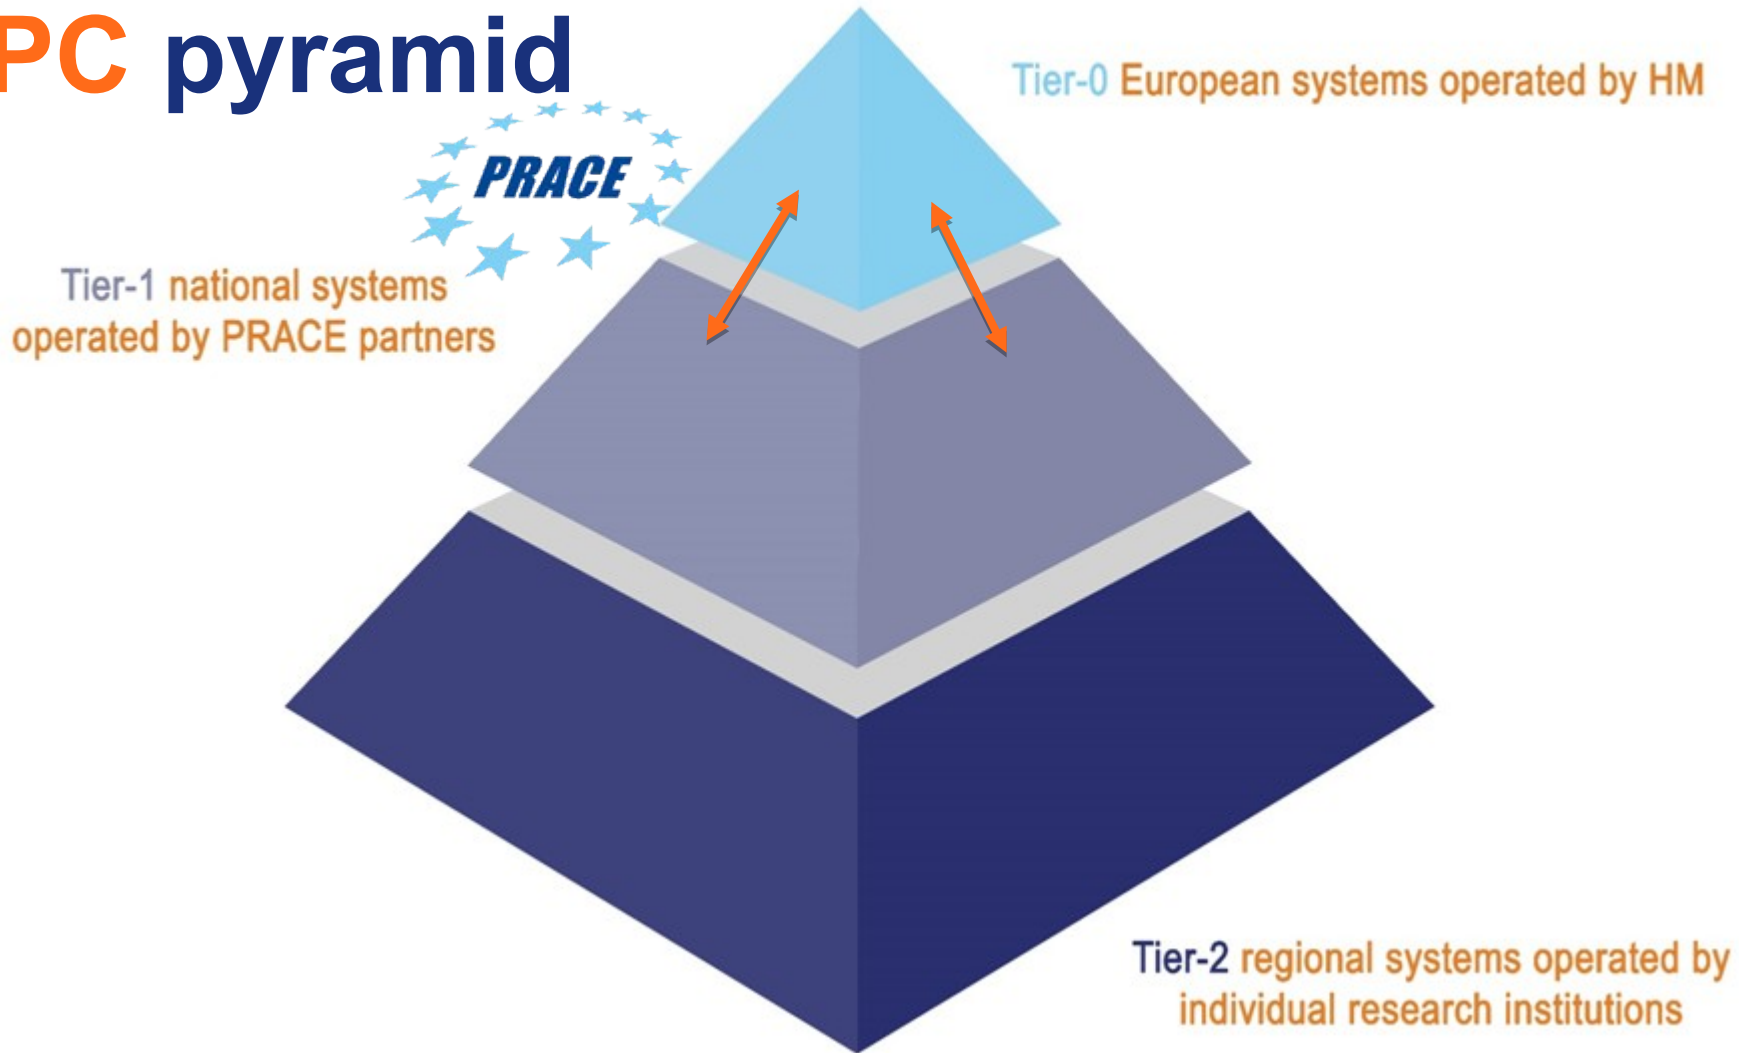 PC pyramid
Tier-0 European systems operated by HM
PRACE
Tier-1 national systems
operated by PRACE partners
Tier-2 regional systems operated by
individual research institutions